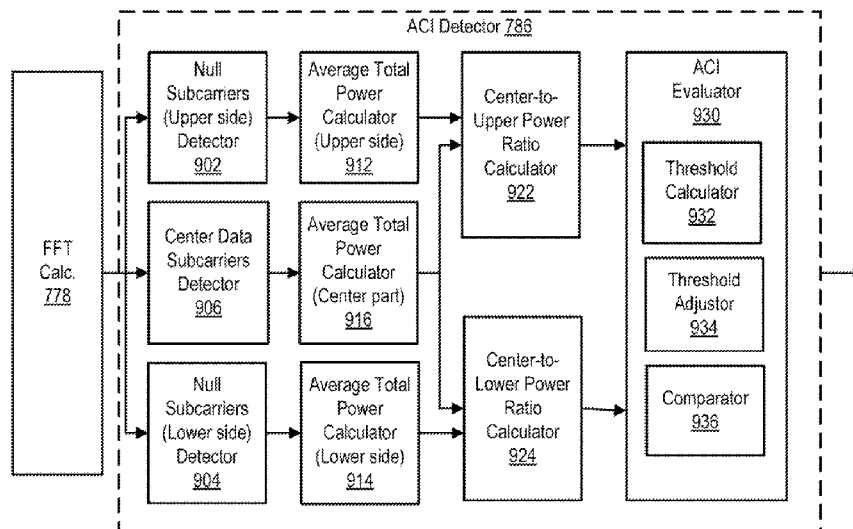 ACI Detector 786
FFT
Calc.
778
Null
Subcarriers
(Upper side)
Detector
902
Average Total
Power
Calculator
(Upper side)
912
Center-to-
Upper Power
Ratio
Calculator
922
ACI
Evaluator
930
Threshold
Calculator
932
Center Data
Subcarriers
Detector
906
Average Total
Power
Calculator
(Center part)
916
Threshold
Adjustor
934
Null
Subcarriers
(Lower side)
Detector
904
Average Total
Power
Calculator
(Lower side)
914
Center-to-
Lower Power
Ratio
Calculator
924
Comparator
936